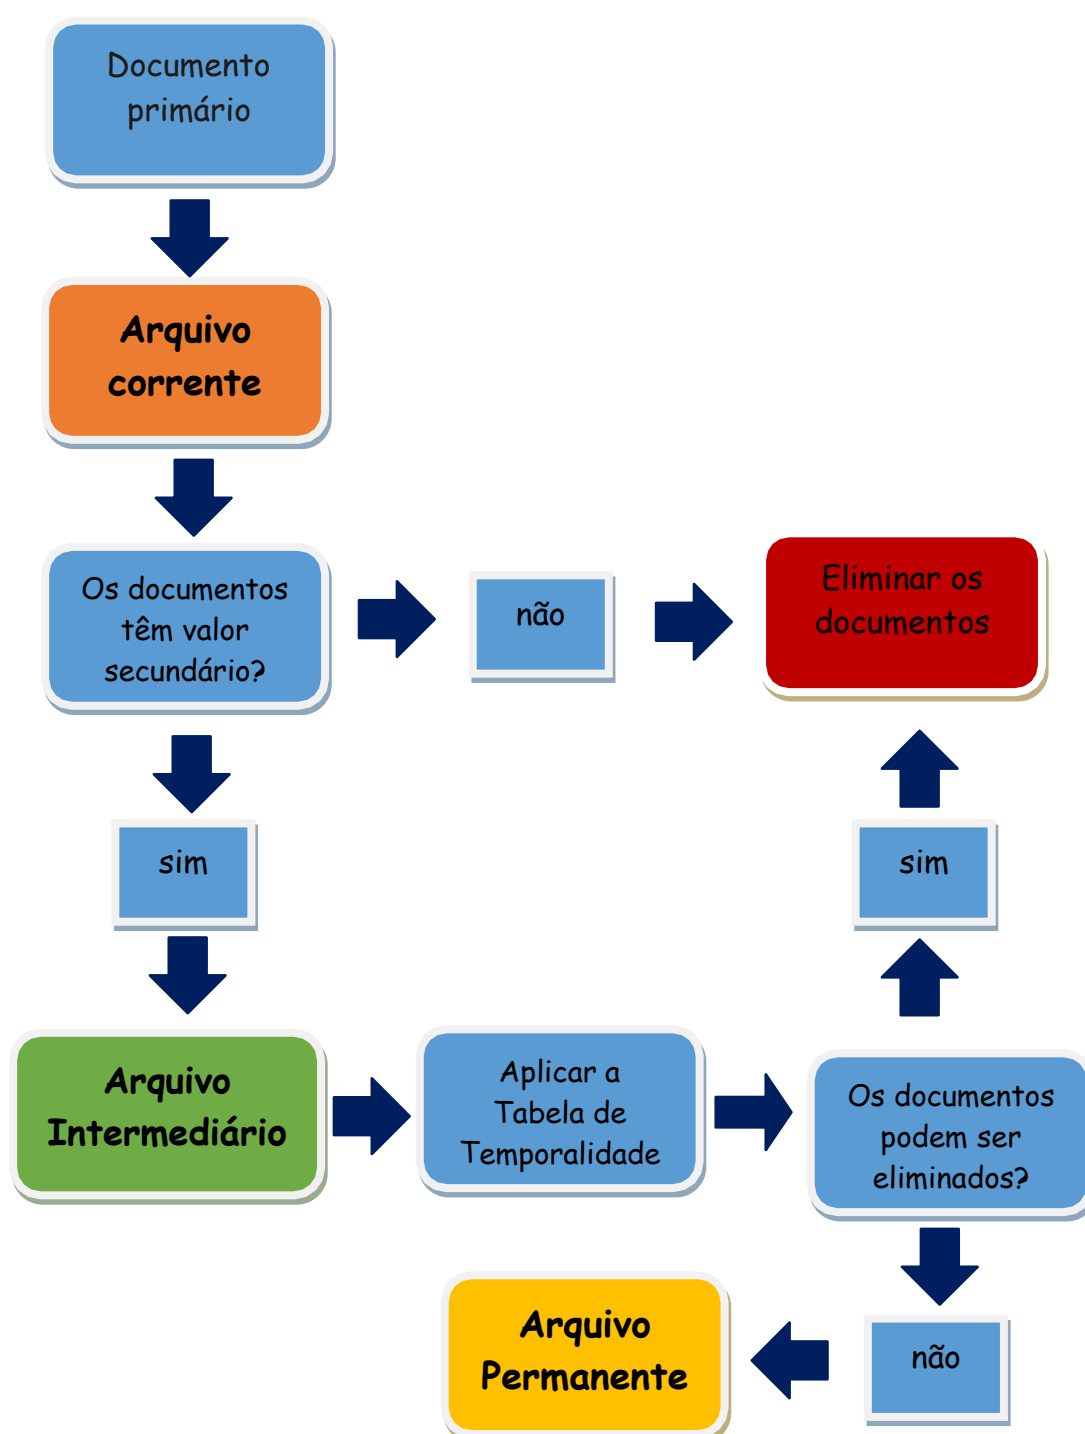 Documento
primário
Arquivo
corrente
Os documentos
têm valor
secundário?
não
Eliminar os
documentos
sim
sim
Arquivo
Intermediário
Aplicar a
Tabela de
Temporalidade
Os documentos
podem ser
eliminados?
Arquivo
Permanente
não